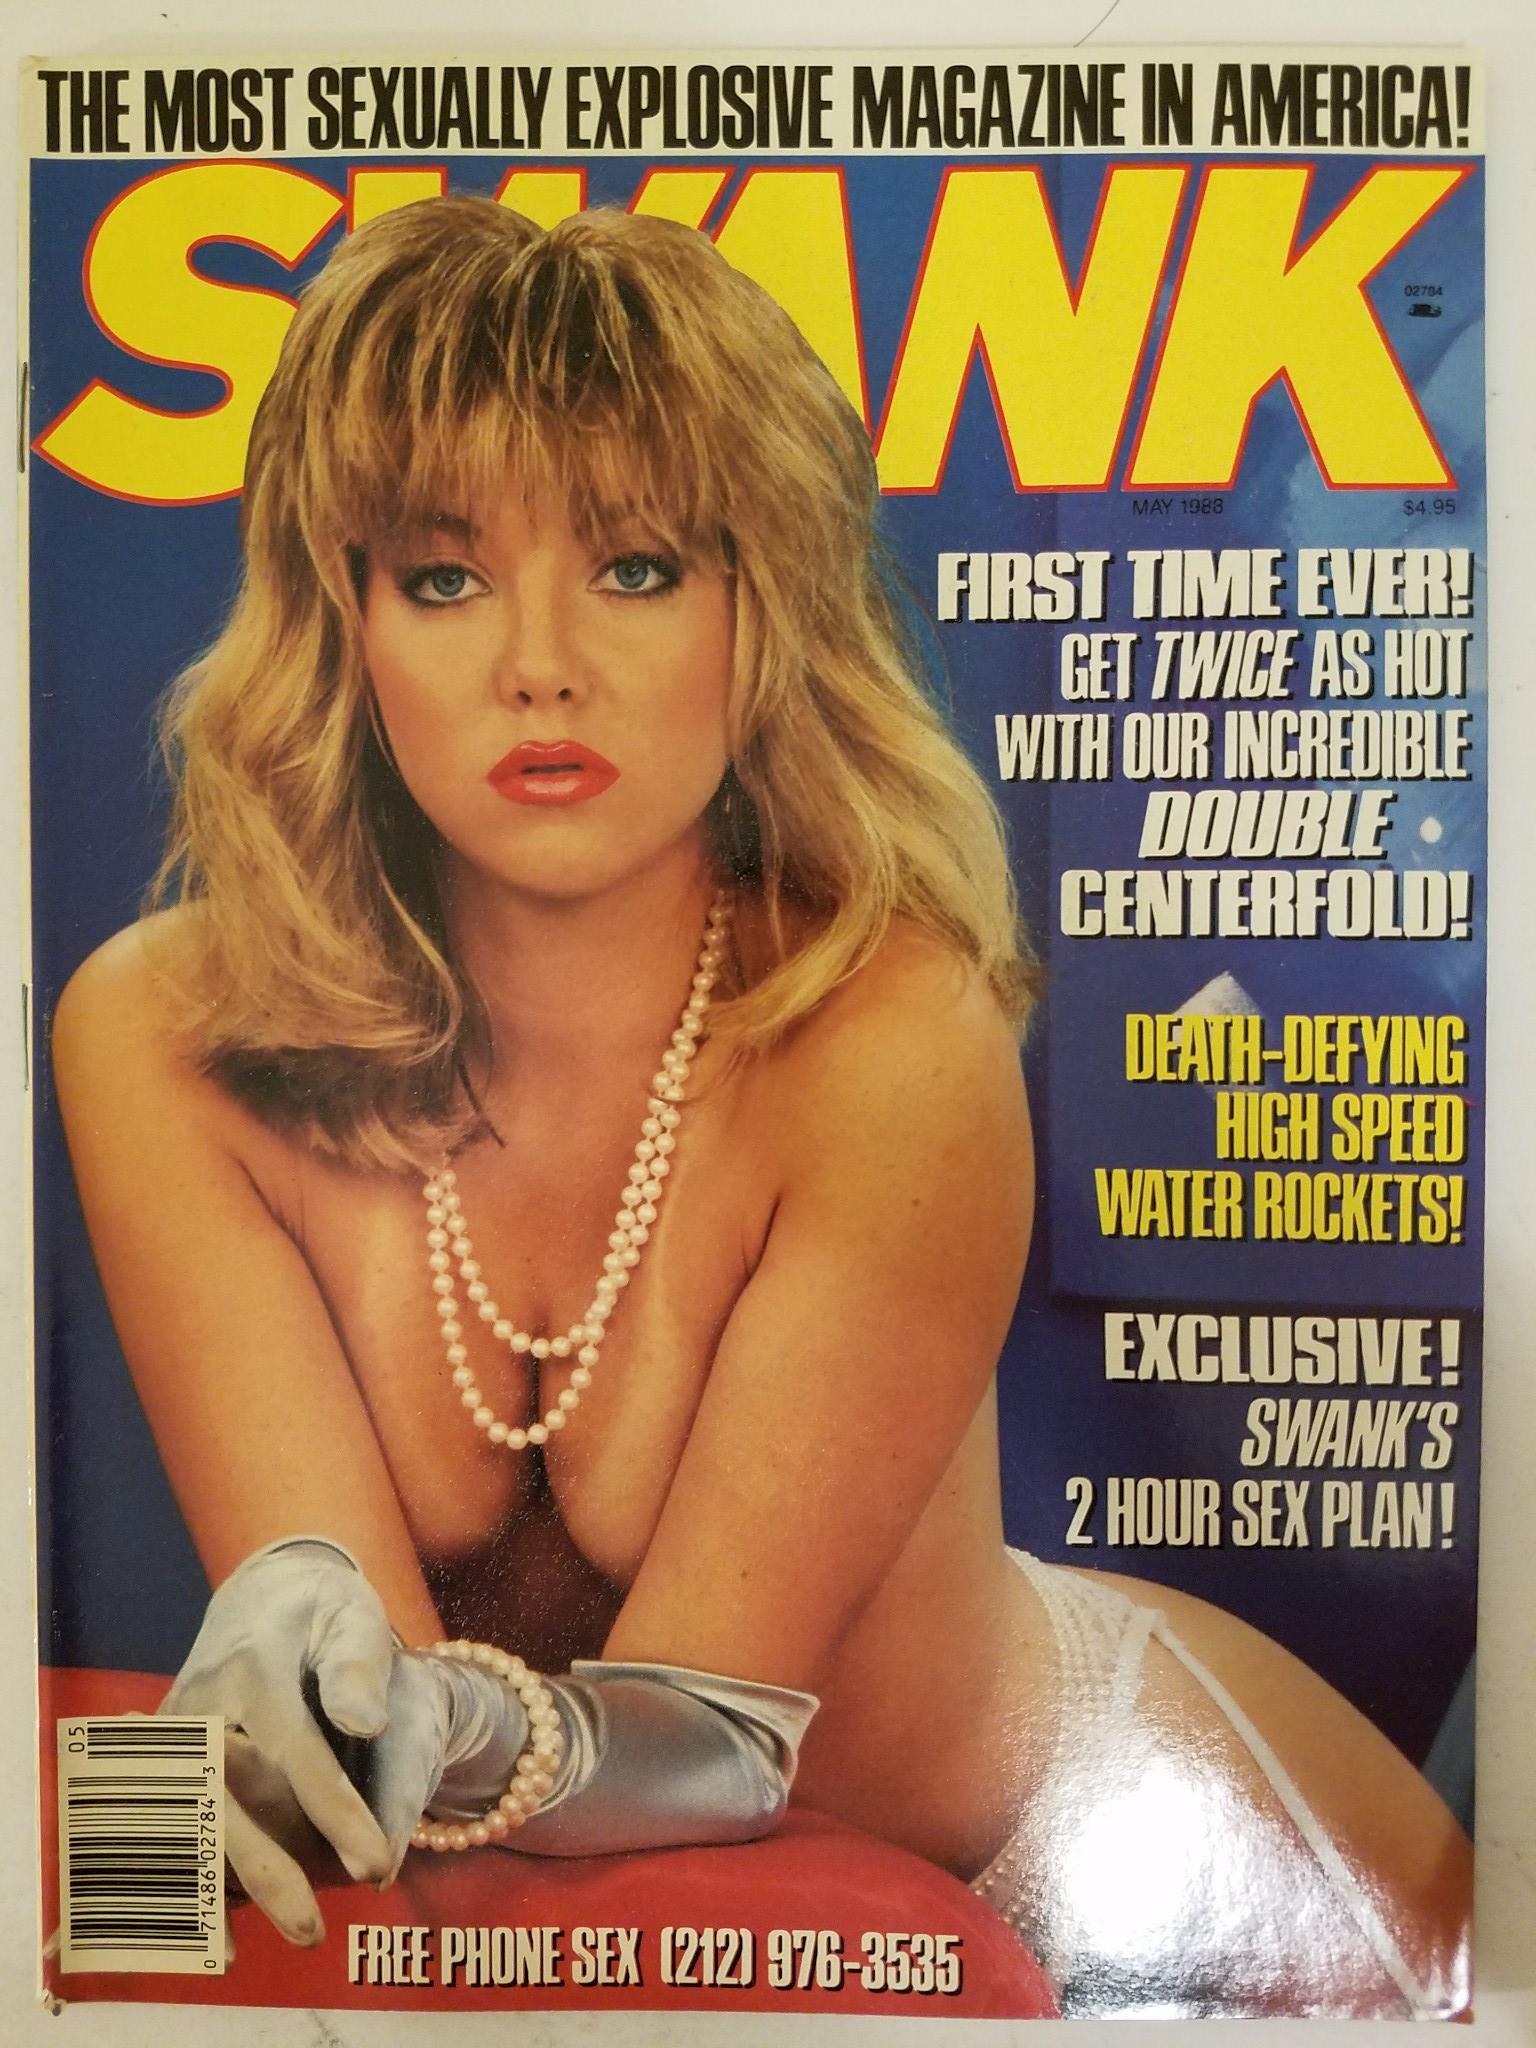 THE MOST SEXUALLY EXPLOSIVE MAGAZINE IN AMERICA!
SWANK
02784
MAY 1988
$4.95
FIRST TIME EVER!
GET TWICE AS HOT
WITH OUR INCREDIBLE
DOUBLE
CENTERFOLD!
DEATH-DEFYING
HIGH SPEED
WATER ROCKETS!
EXCLUSIVE!
SWANK'S
2 HOUR SEX PLAN!
05
0 71486 02784 3
FREE PHONE SEX (212) 976-3535